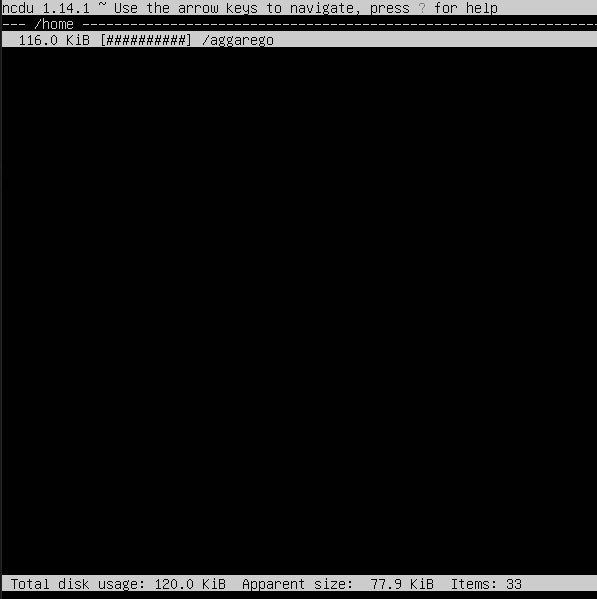 ncdu 1.14.1 ~ Use the arrow keys to navigate, press ? for help
--- /home ----------------------------------------------------------------
  116.0 KiB [##########] /aggarego
 Total disk usage: 120.0 KiB  Apparent size:  77.9 KiB  Items: 33